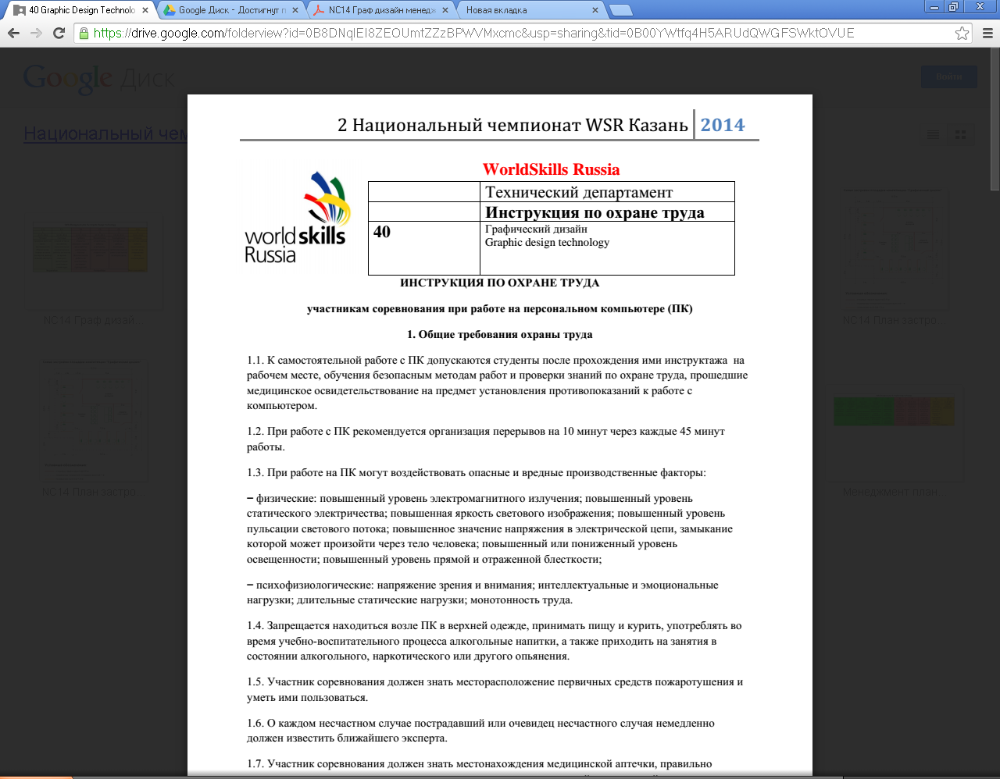 40 Graphic Design Technolo
Google Диск - Достигнут п
NC14 Граф дизайн менедж
Новая вкладка
https://drive.google.com/folderview?id=
Google Диск
Войти
Национальный чем
2 Национальный чемпионат WSR Казань 2014
WorldSkills Russia
Технический департамент
Инструкция по охране труда
40
Графический дизайн
Graphic design technology
world skills
Russia
ИНСТРУКЦИЯ ПО ОХРАНЕ ТРУДА
участникам соревнования при работе на персональном компьютере (ПК)
1. Общие требования охраны труда
1.1. К самостоятельной работе с ПК допускаются студенты после прохождения ими инструктажа на
рабочем месте, обучения безопасным методам работ и проверки знаний по охране труда, прошедшие
медицинское освидетельствование на предмет установления противопоказаний к работе с
компьютером.
1.2. При работе с ПК рекомендуется организация перерывов на 10 минут через каждые 45 минут
работы.
1.3. При работе на ПК могут воздействовать опасные и вредные производственные факторы:
– физические: повышенный уровень электромагнитного излучения; повышенный уровень
статического электричества; повышенная яркость светового изображения; повышенный уровень
пульсации светового потока; повышенное значение напряжения в электрической цепи, замыкание
которой может произойти через тело человека; повышенный или пониженный уровень
освещенности; повышенный уровень прямой и отраженной блесткости;
– психофизиологические: напряжение зрения и внимания; интеллектуальные и эмоциональные
нагрузки; длительные статические нагрузки; монотонность труда.
1.4. Запрещается находиться возле ПК в верхней одежде, принимать пищу и курить, употреблять во
время учебно-воспитательного процесса алкогольные напитки, а также приходить на занятия в
состоянии алкогольного, наркотического или другого опьянения.
1.5. Участник соревнования должен знать месторасположение первичных средств пожаротушения и
уметь ими пользоваться.
1.6. О каждом несчастном случае пострадавший или очевидец несчастного случая немедленно
должен известить ближайшего эксперта.
1.7. Участник соревнования должен знать местонахождения медицинской аптечки, правильно
NC14 Граф дизай...
NC14 План застро...
NC14 План застро...
Менеджмент план...